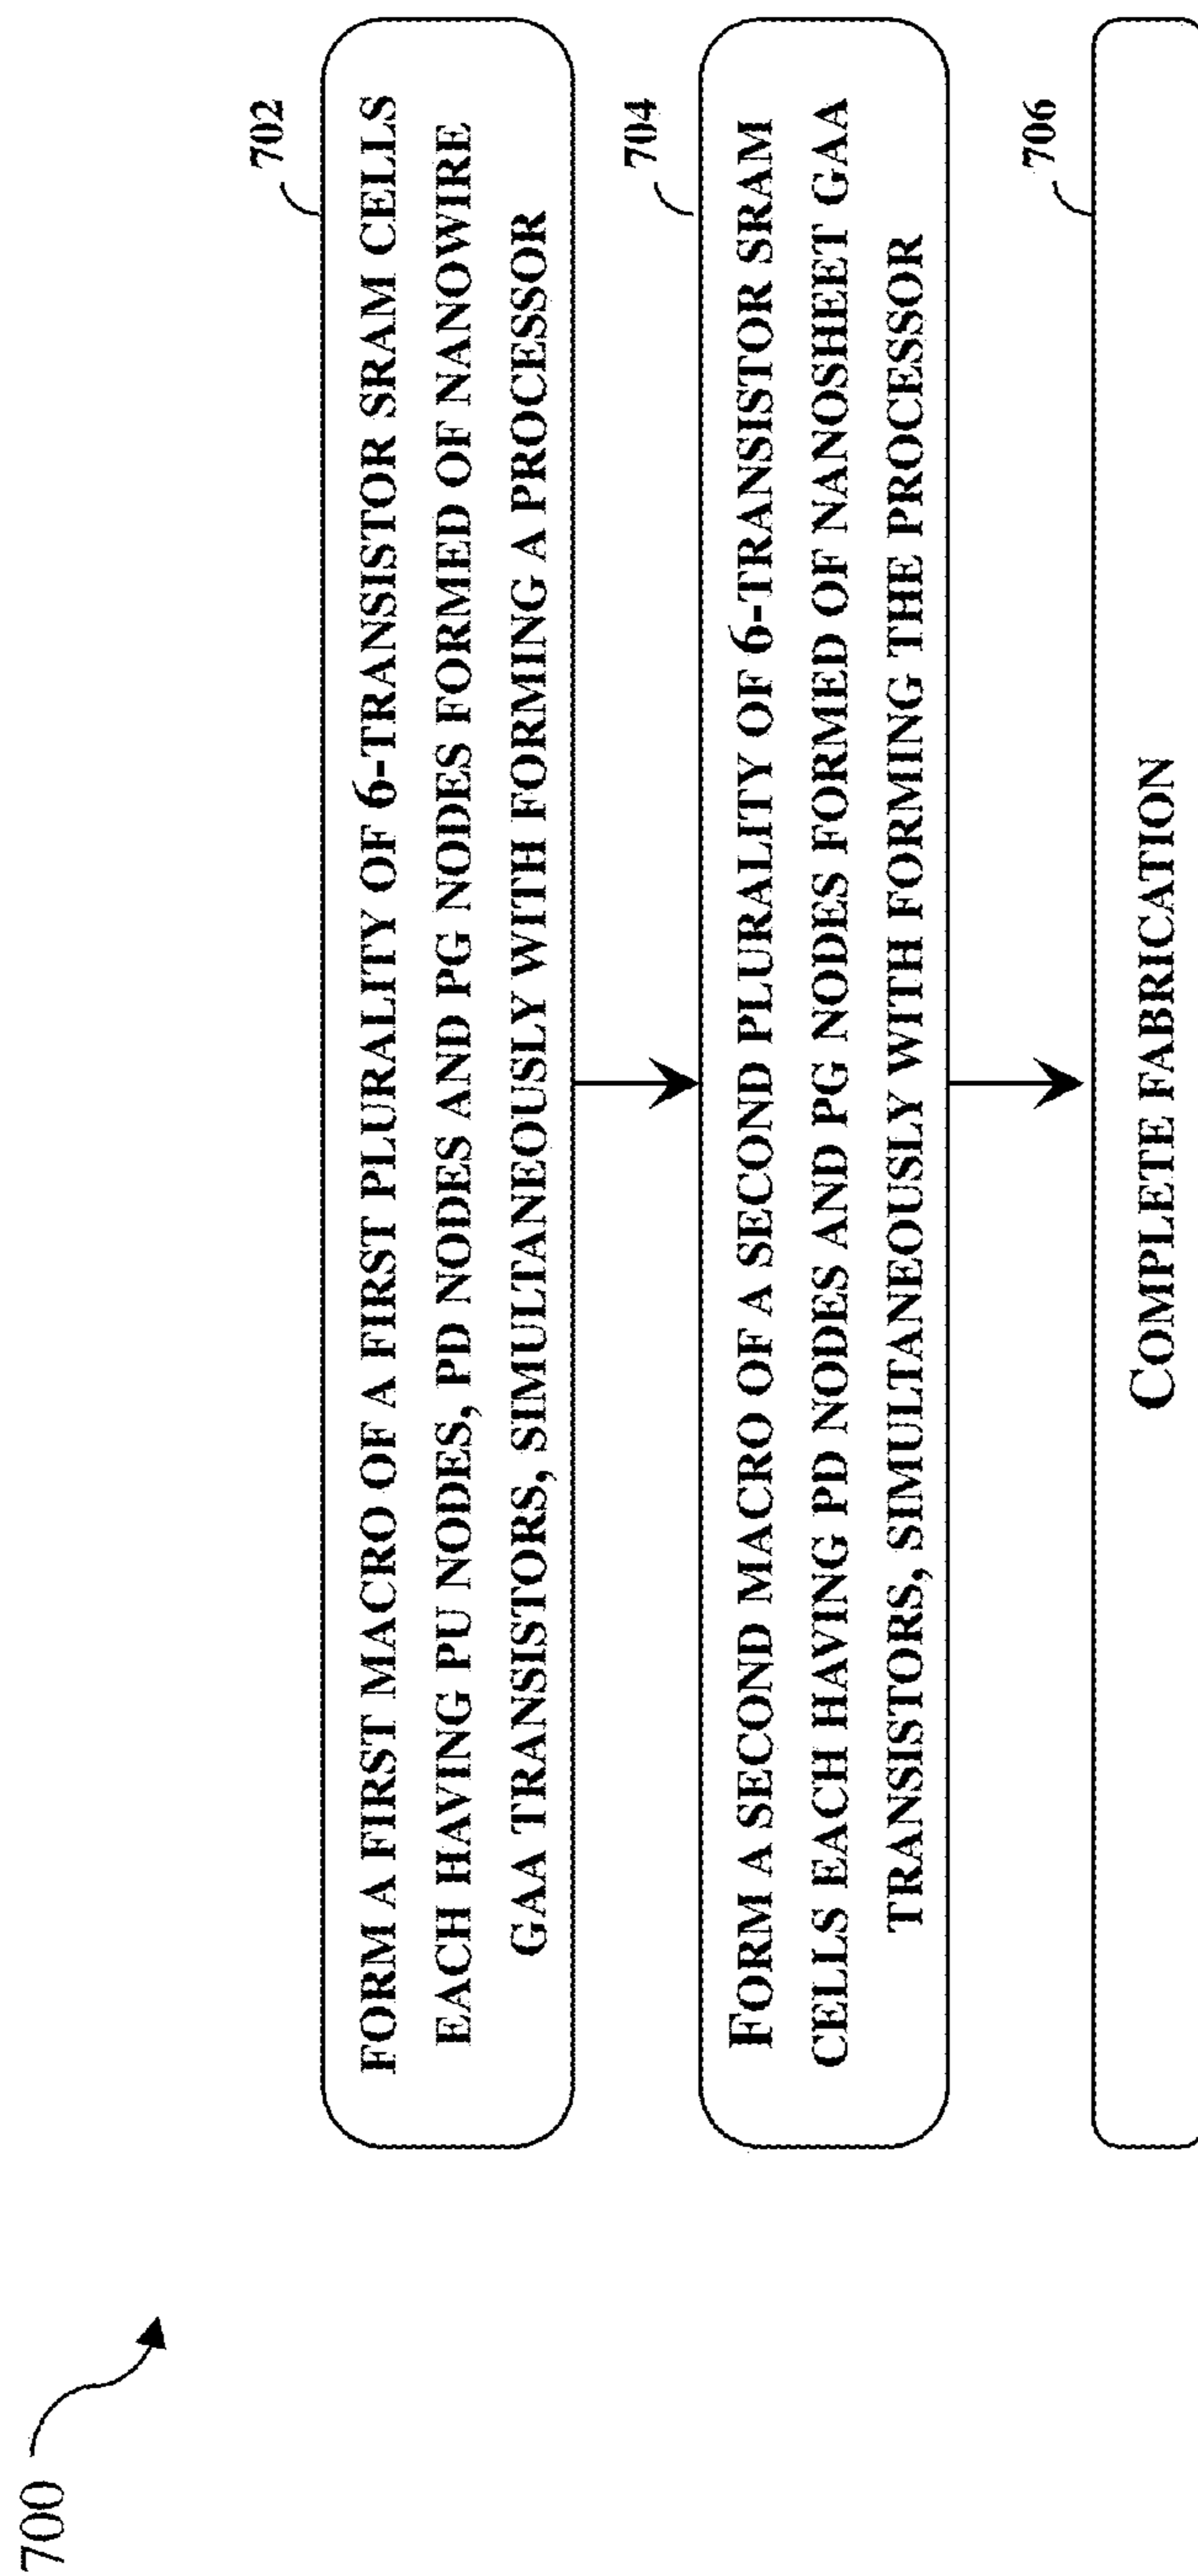 700
702
FORM A FIRST MACRO OF A FIRST PLURALITY OF 6-TRANSISTOR SRAM CELLS
EACH HAVING PU NODES, PD NODES AND PG NODES FORMED OF NANOWIRE
GAA TRANSISTORS, SIMULTANEOUSLY WITH FORMING A PROCESSOR
704
FORM A SECOND MACRO OF A SECOND PLURALITY OF 6-TRANSISTOR SRAM
CELLS EACH HAVING PD NODES AND PG NODES FORMED OF NANOSHEET GAA
TRANSISTORS, SIMULTANEOUSLY WITH FORMING THE PROCESSOR
706
COMPLETE FABRICATION